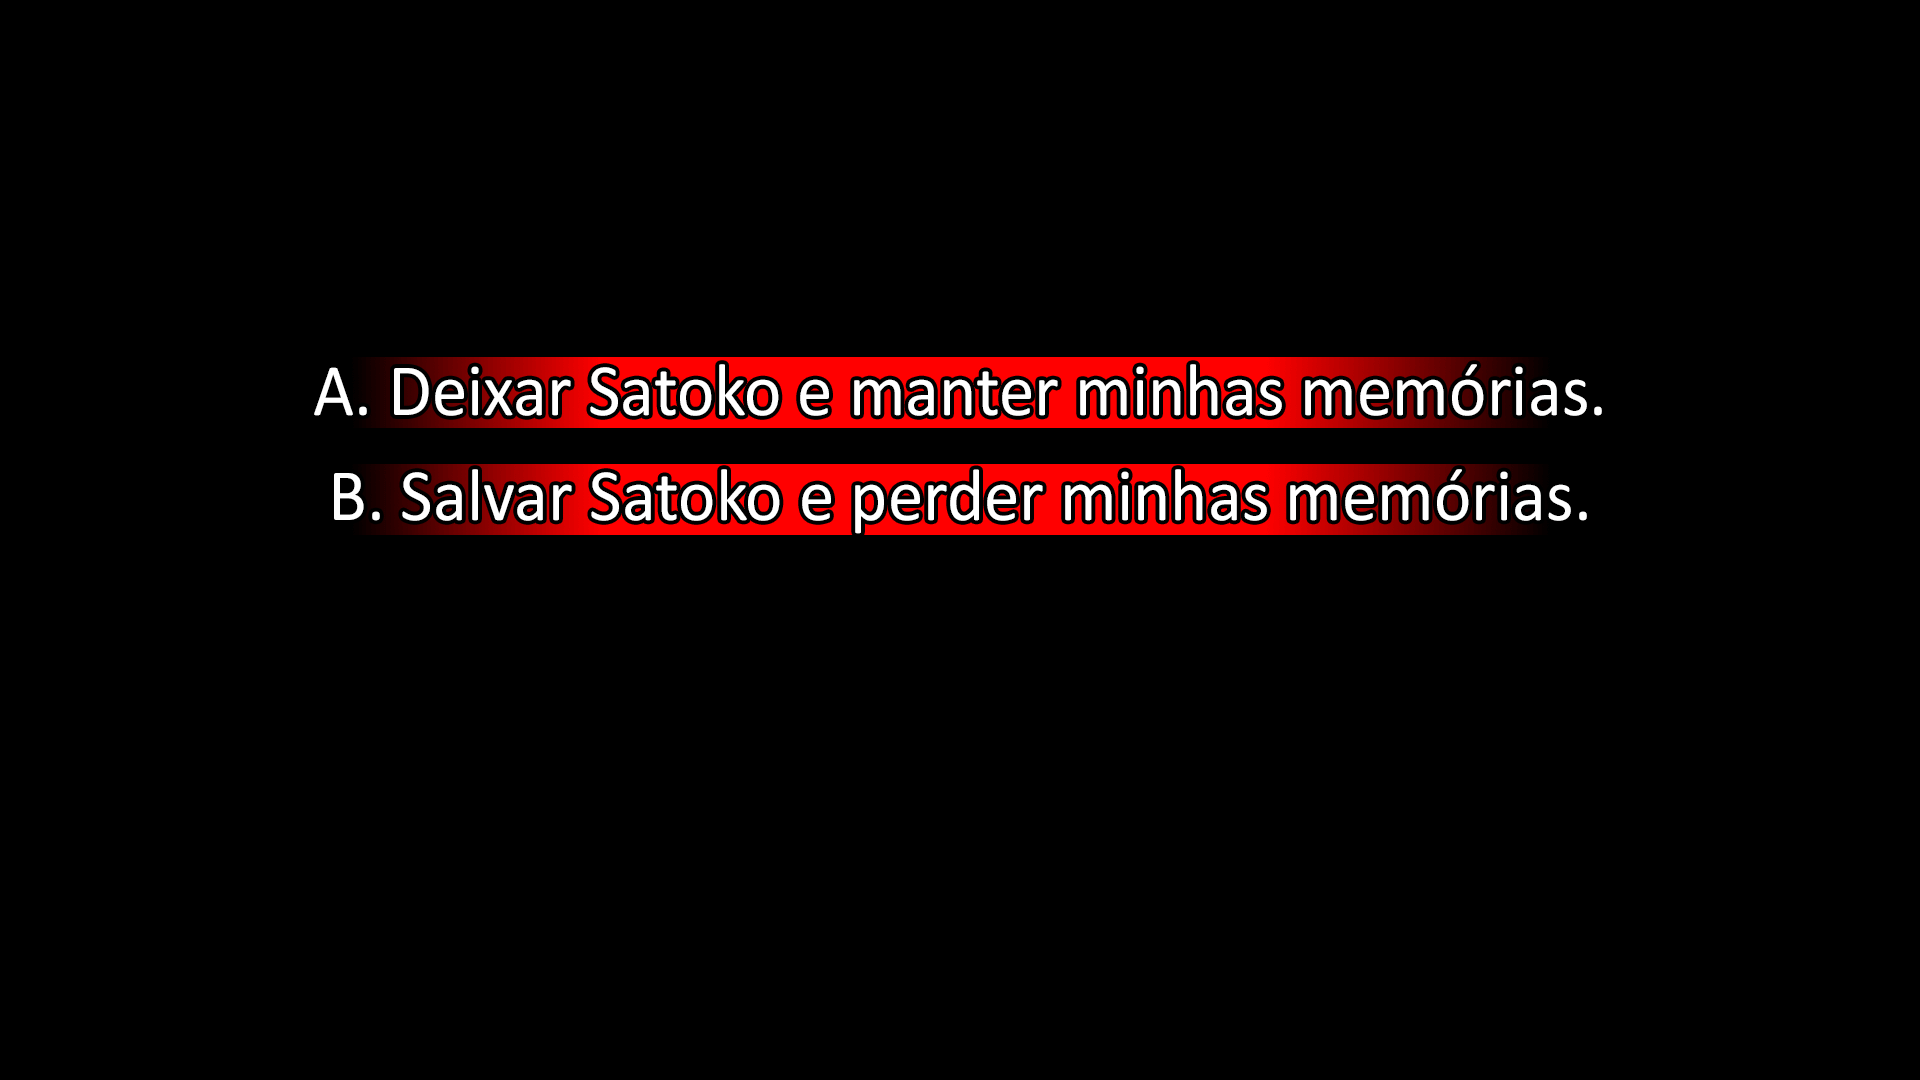 A. Deixar Satoko e manter minhas memórias.
B. Salvar Satoko e perder minhas memórias.